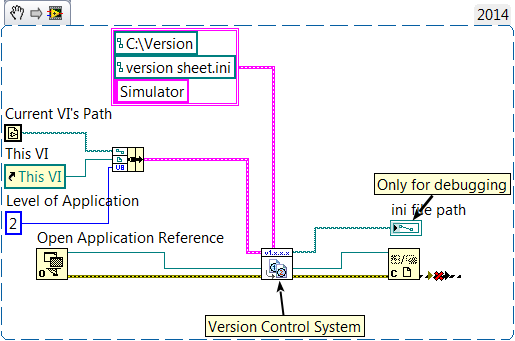 2014
C:\Version
version sheet.ini
Simulator
Current VI's Path
This VI
This VI
Level of Application
2
Only for debugging
ini file path
Open Application Reference
v1.x.x.x
O
C
Version Control System